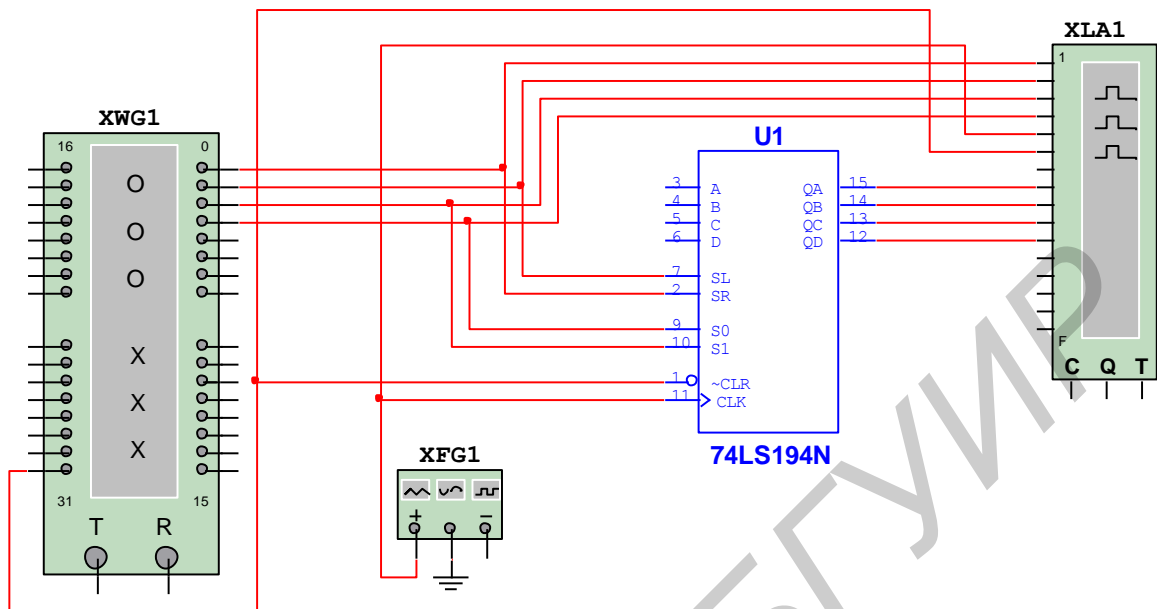 XLA1
1
XWG1
16 0
U1
O
3 A QA 15
4 B QB 14
5 C QC 13
6 D QD 12
O
O
7 SL
2 SR
9 S0
10 S1
F
X
C Q T
1 ~CLR
11 CLK
X
X
74LS194N
XFG1
31 15
T R
+ −
БГУИР